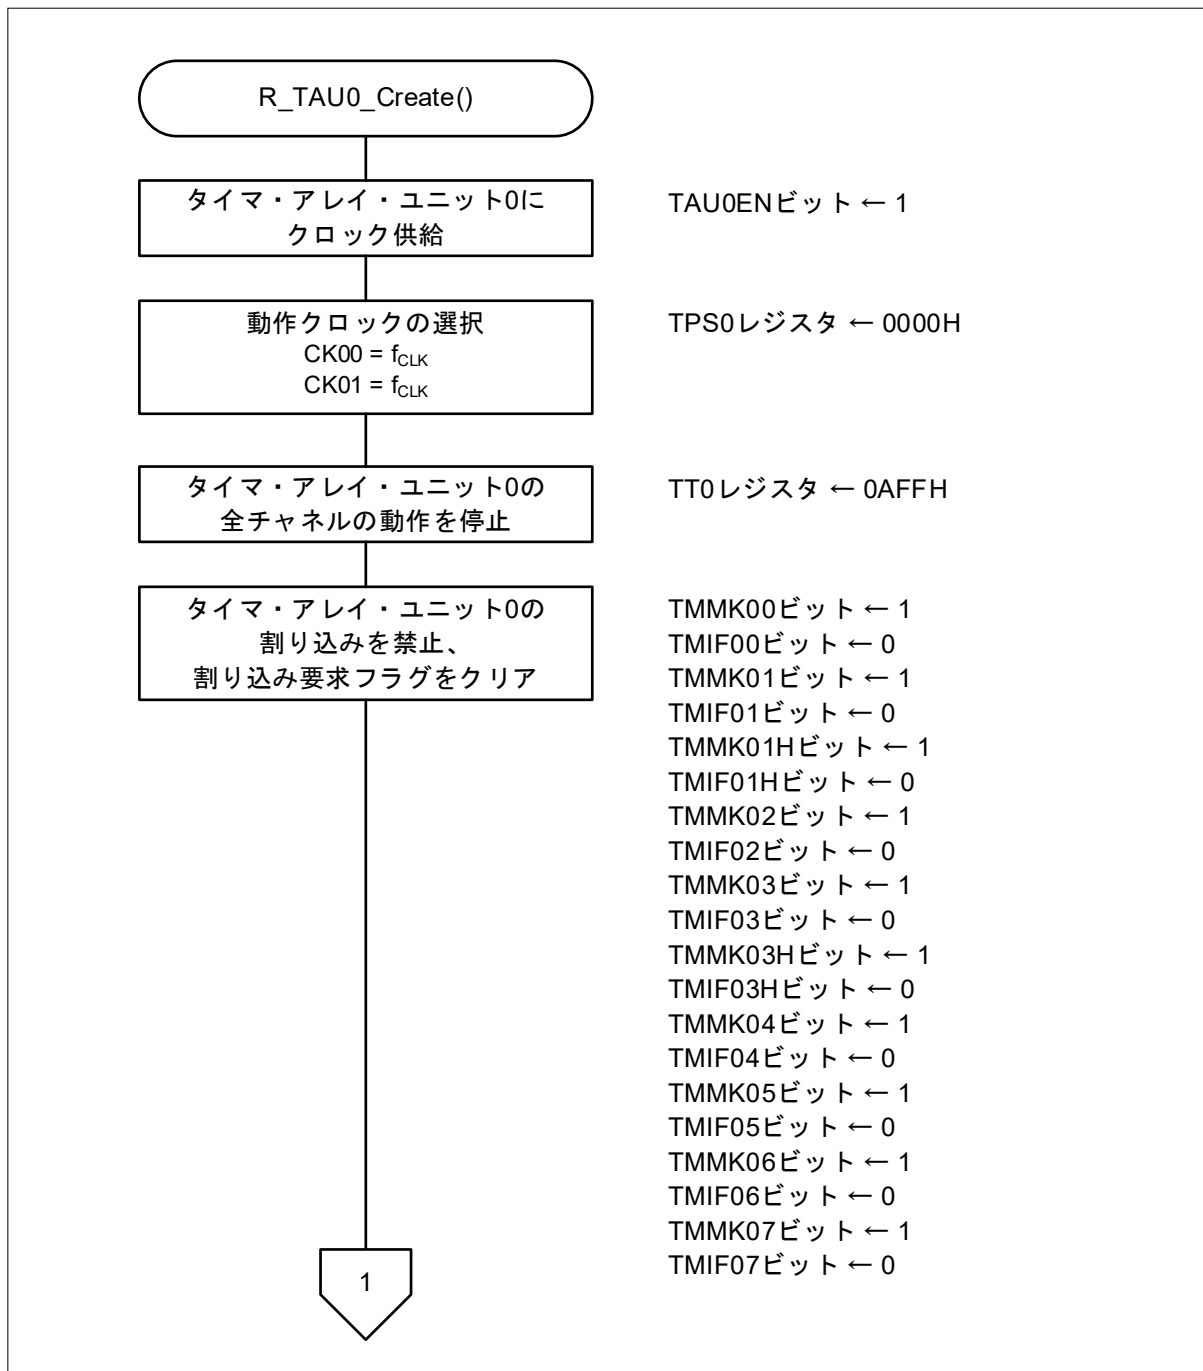 R_TAU0_Create()
タイマ・アレイ・ユニット0に
クロック供給
TAU0ENビット ← 1
動作クロックの選択
CK00 = fCLK
CK01 = fCLK
TPS0レジスタ ← 0000H
タイマ・アレイ・ユニット0の
全チャネルの動作を停止
TT0レジスタ ← 0AFFH
タイマ・アレイ・ユニット0の
割り込みを禁止、
割り込み要求フラグをクリア
TMMK00ビット ← 1
TMIF00ビット ← 0
TMMK01ビット ← 1
TMIF01ビット ← 0
TMMK01Hビット ← 1
TMIF01Hビット ← 0
TMMK02ビット ← 1
TMIF02ビット ← 0
TMMK03ビット ← 1
TMIF03ビット ← 0
TMMK03Hビット ← 1
TMIF03Hビット ← 0
TMMK04ビット ← 1
TMIF04ビット ← 0
TMMK05ビット ← 1
TMIF05ビット ← 0
TMMK06ビット ← 1
TMIF06ビット ← 0
TMMK07ビット ← 1
TMIF07ビット ← 0
1